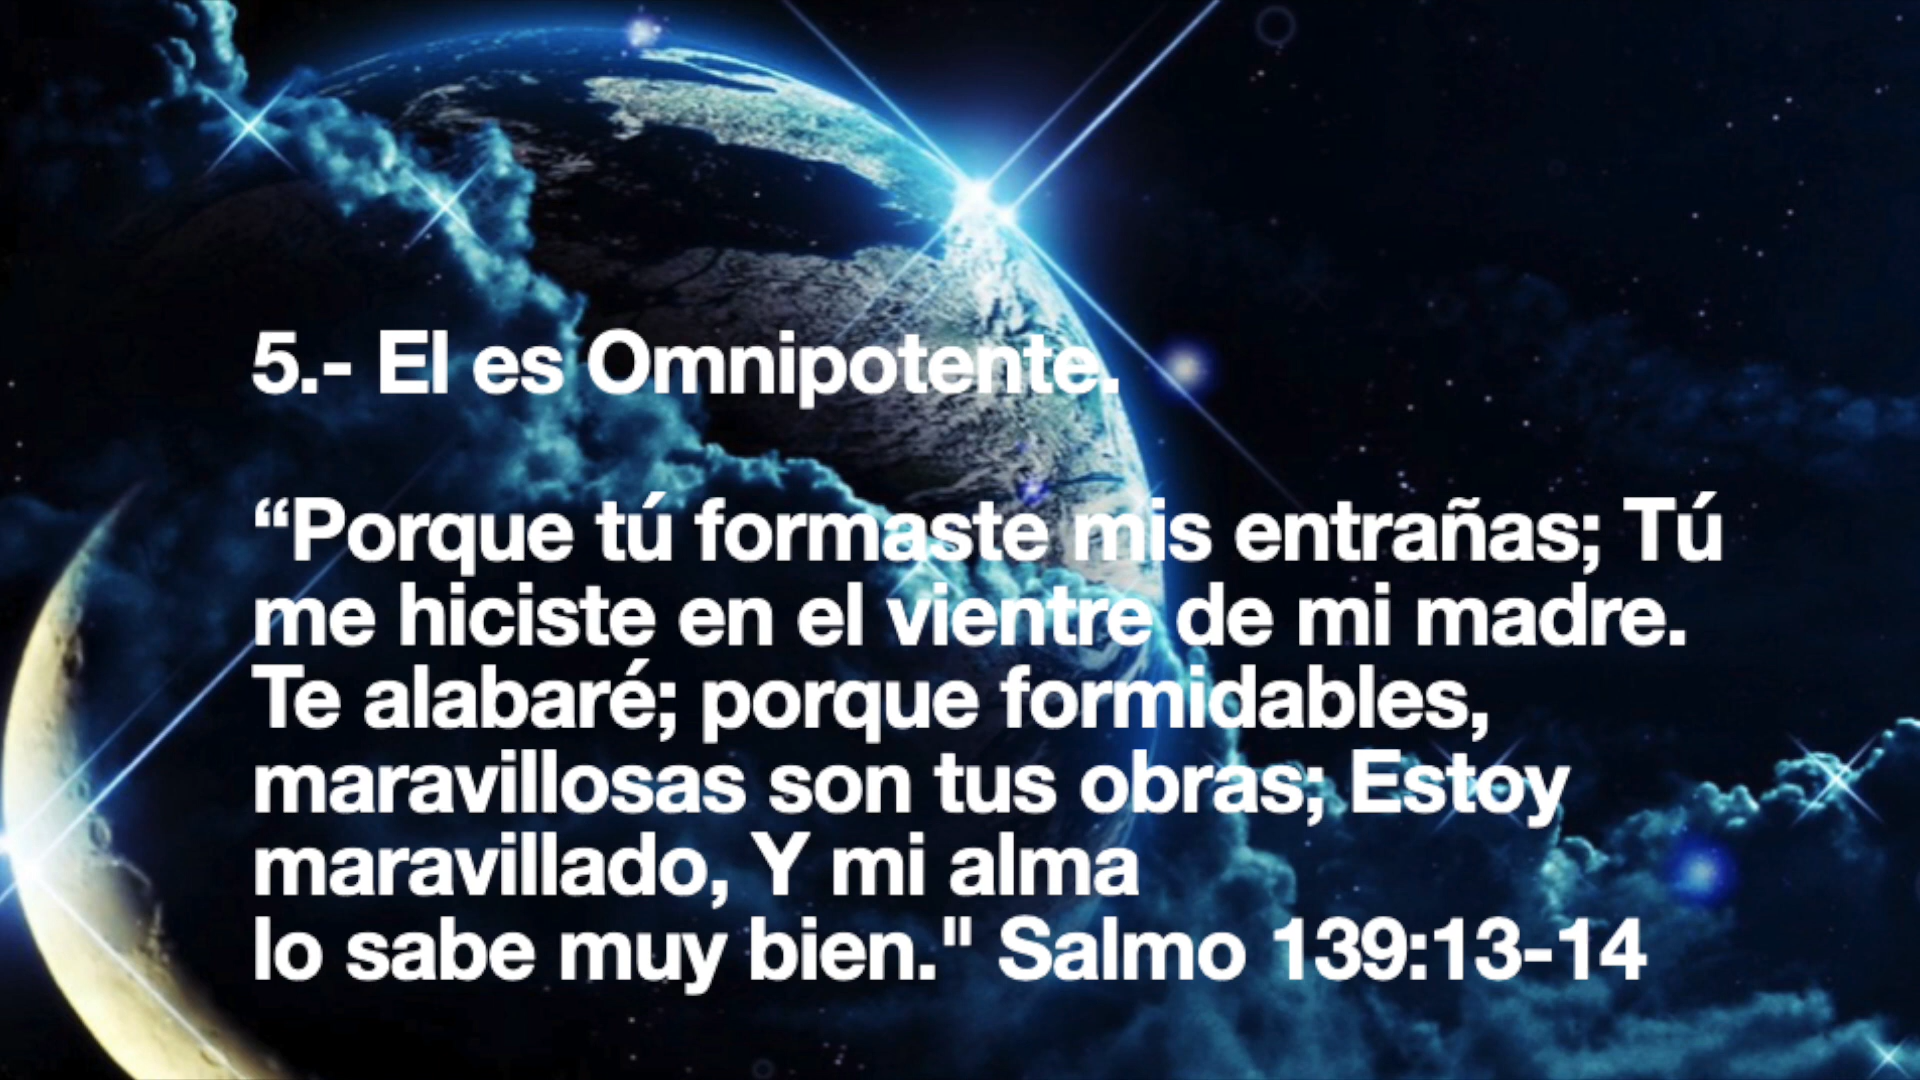 5.- El es Omnipotente.
“Porque tú formaste mis entrañas; Tú
me hiciste en el vientre de mi madre.
Te alabaré; porque formidables,
maravillosas son tus obras; Estoy
maravillado, Y mi alma
lo sabe muy bien." Salmo 139:13-14